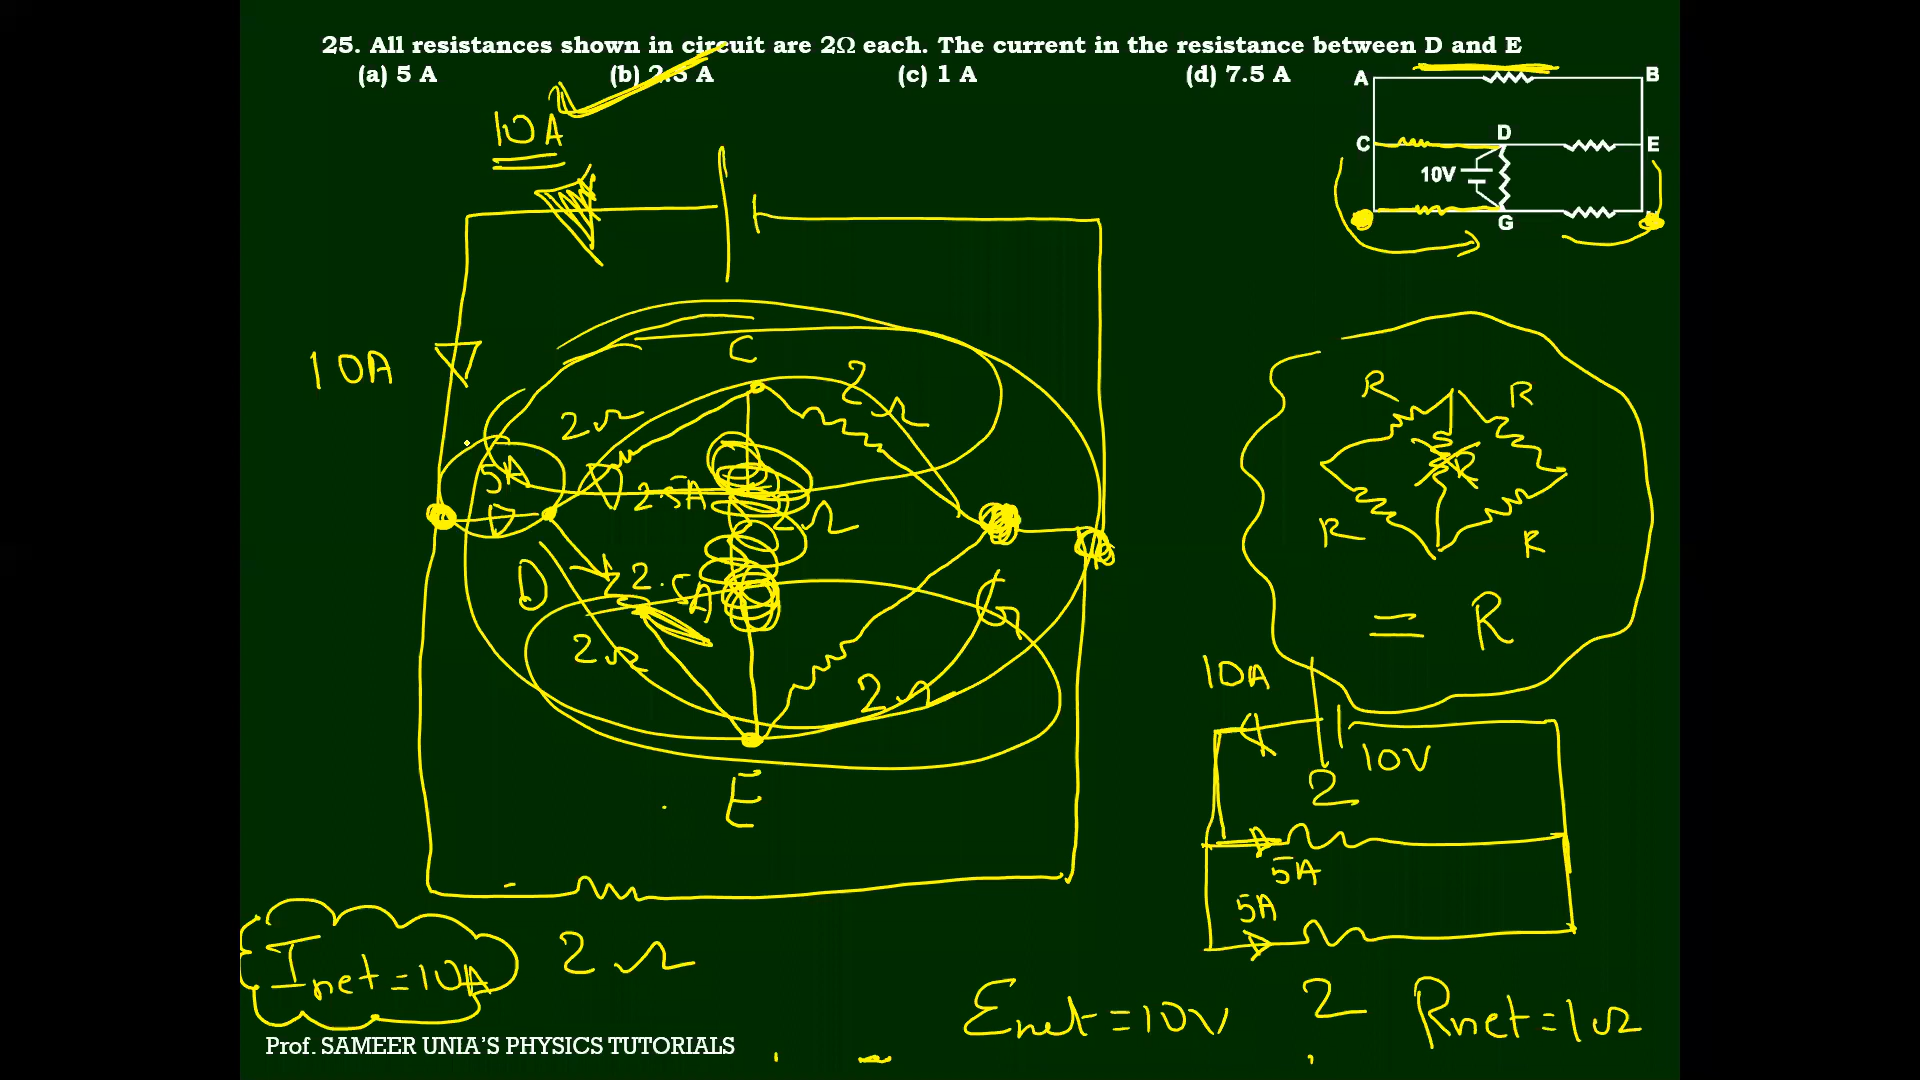 25. All resistances shown in circuit are 2Ω each. The current in the resistance between D and E
(a) 5 A (b) 2.5 A (c) 1 A (d) 7.5 A
A B
C D E
10V
G
10A
10A
C
2Ω 2Ω
5A 2.5A 2Ω
D 2.5A G
2Ω 2Ω
E
2Ω
R R
R
R R
= R
10A
10V
2
5A
5A
2
Inet=10A
Enet=10V Rnet=1Ω
Prof. SAMEER UNIA'S PHYSICS TUTORIALS